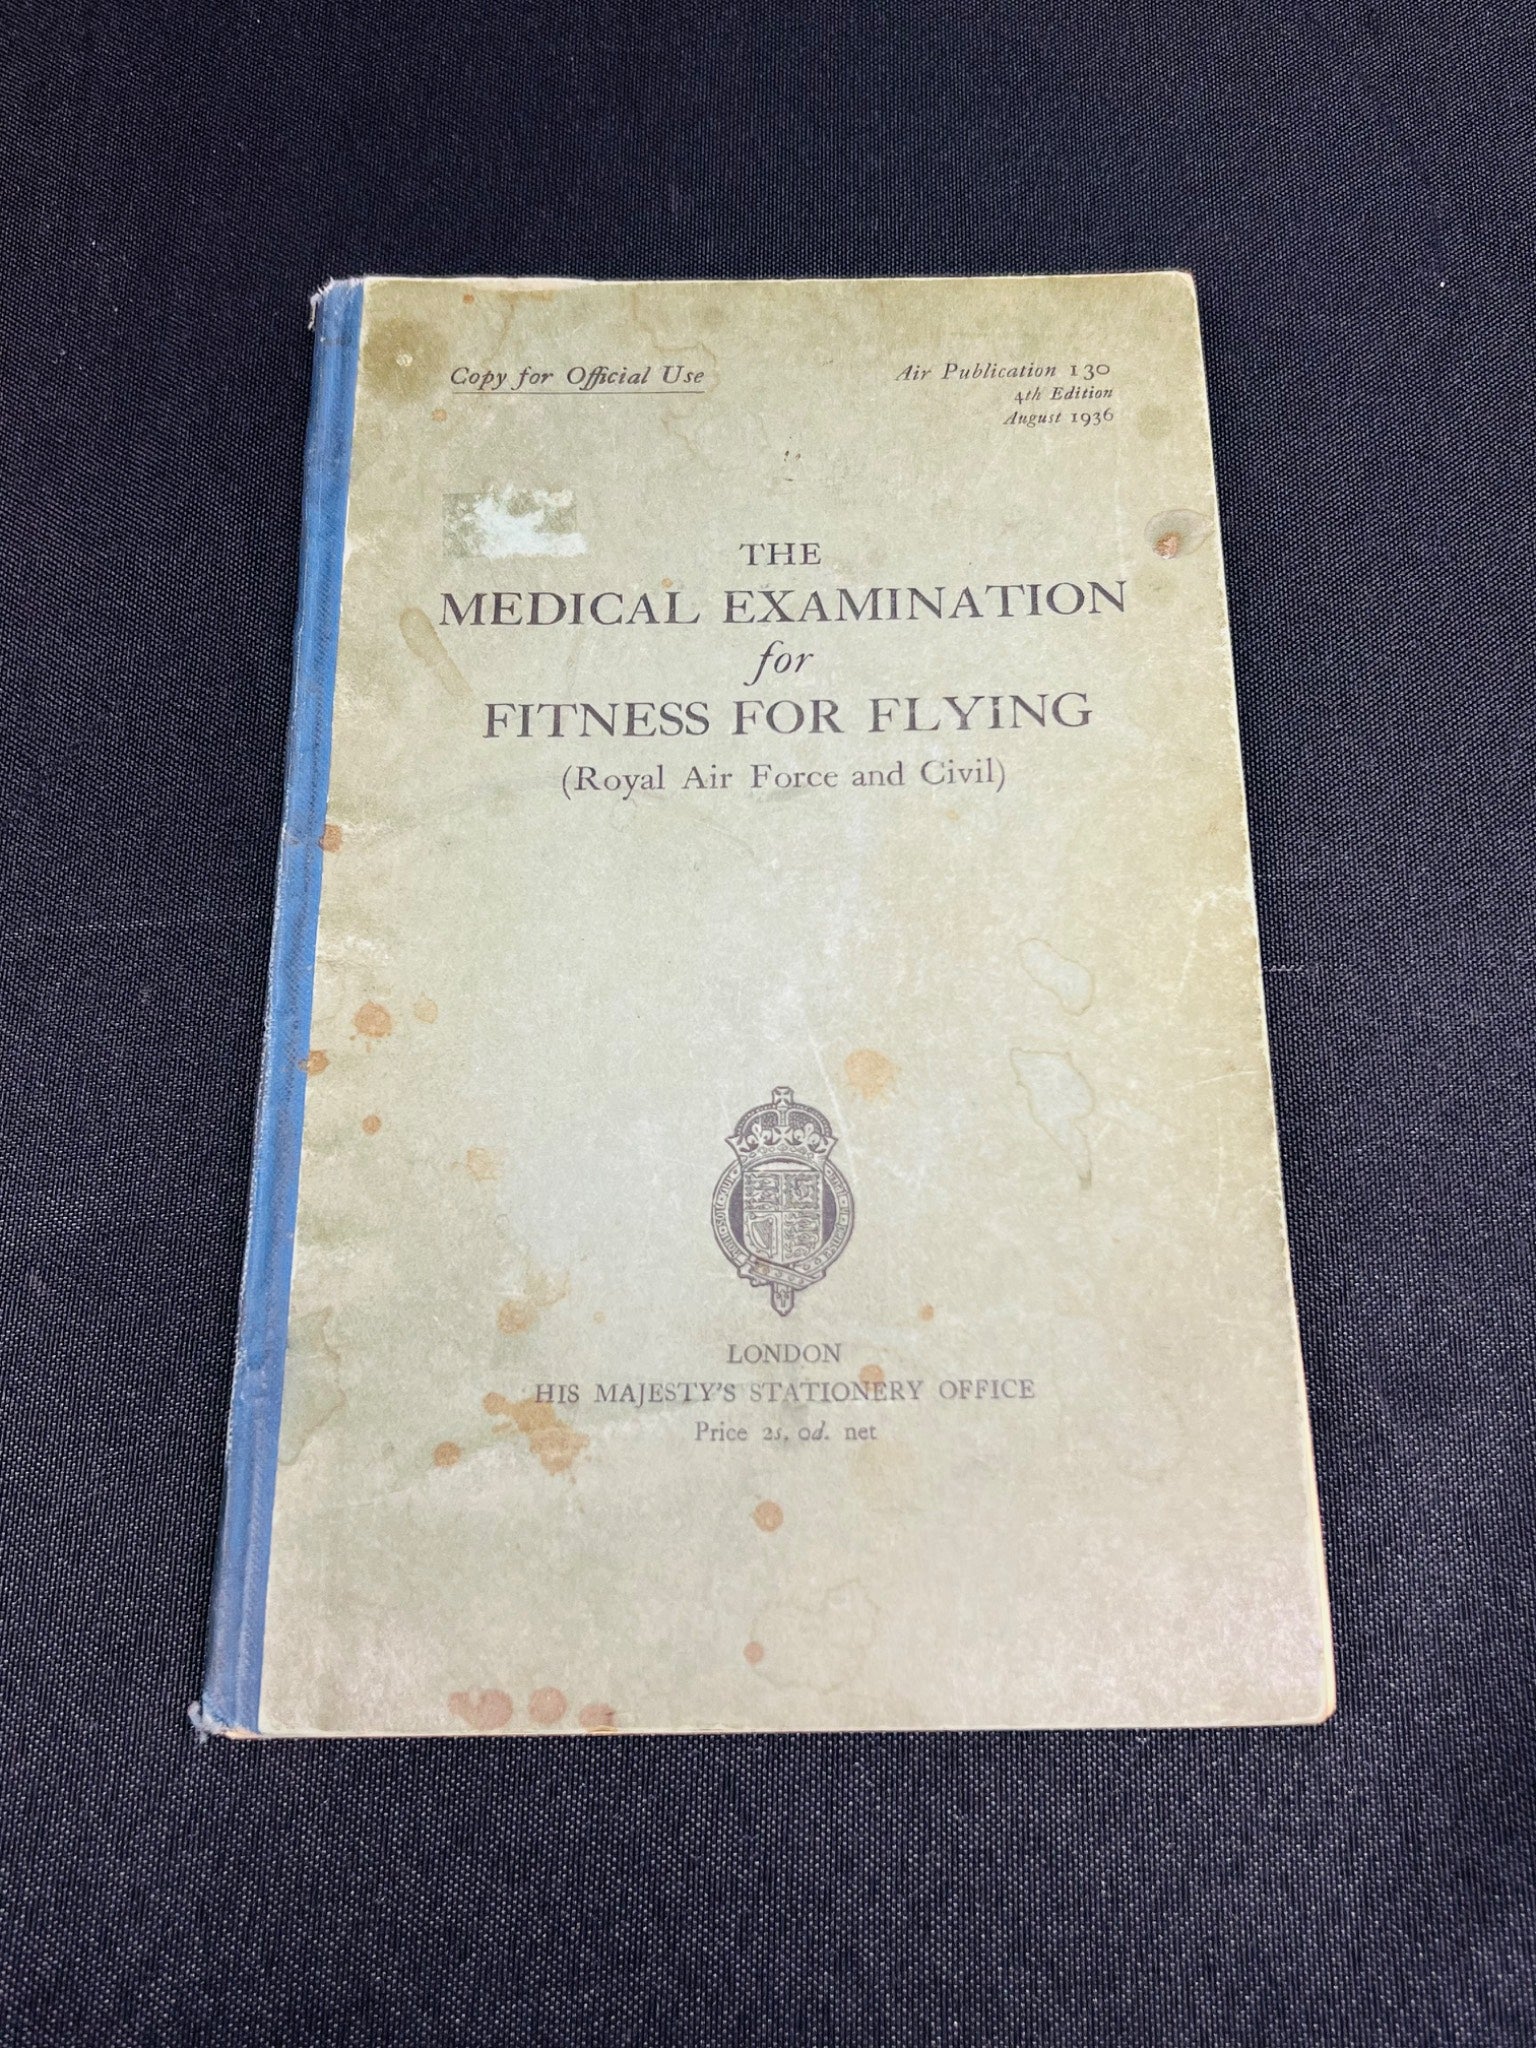 Copy for Official Use
Air Publication 130
4th Edition
August 1936
THE
MEDICAL EXAMINATION
for
FITNESS FOR FLYING
(Royal Air Force and Civil)
LONDON
HIS MAJESTY'S STATIONERY OFFICE
Price 2s. 0d. net